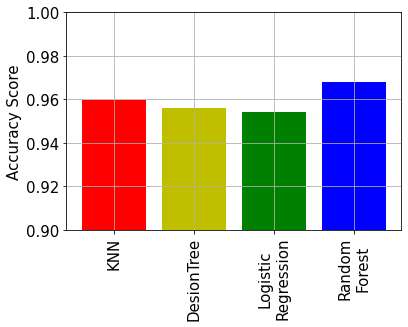 1.00
0.98
0.96
0.94
0.92
0.90
Accuracy Score
KNN
DesionTree
Logistic
Regression
Random
Forest